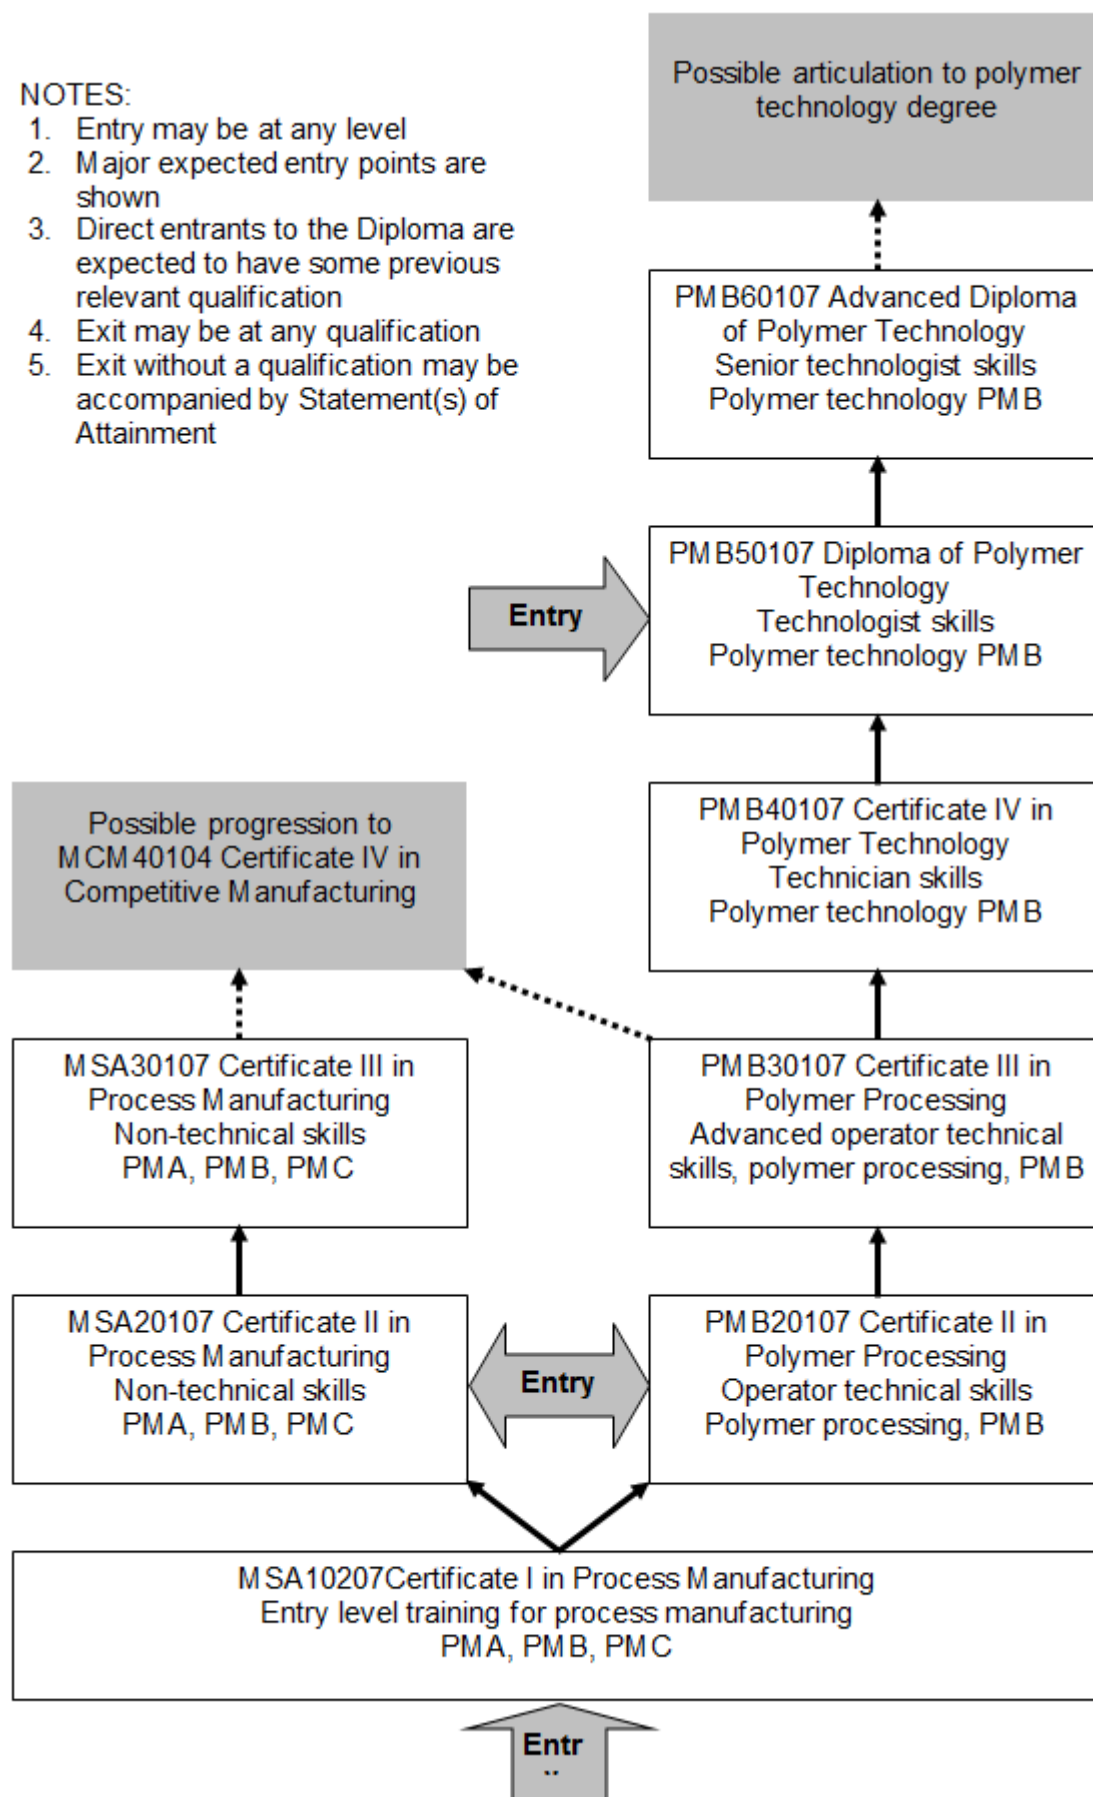 NOTES:
1. Entry may be at any level
2. Major expected entry points are
shown
3. Direct entrants to the Diploma are
expected to have some previous
relevant qualification
4. Exit may be at any qualification
5. Exit without a qualification may be
accompanied by Statement(s) of
Attainment
Possible articulation to polymer
technology degree
PMB60107 Advanced Diploma
of Polymer Technology
Senior technologist skills
Polymer technology PMB
Entry
PMB50107 Diploma of Polymer
Technology
Technologist skills
Polymer technology PMB
Possible progression to
MCM40104 Certificate IV in
Competitive Manufacturing
PMB40107 Certificate IV in
Polymer Technology
Technician skills
Polymer technology PMB
MSA30107 Certificate III in
Process Manufacturing
Non-technical skills
PMA, PMB, PMC
PMB30107 Certificate III in
Polymer Processing
Advanced operator technical
skills, polymer processing, PMB
MSA20107 Certificate II in
Process Manufacturing
Non-technical skills
PMA, PMB, PMC
Entry
PMB20107 Certificate II in
Polymer Processing
Operator technical skills
Polymer processing, PMB
MSA10207Certificate I in Process Manufacturing
Entry level training for process manufacturing
PMA, PMB, PMC
Entr